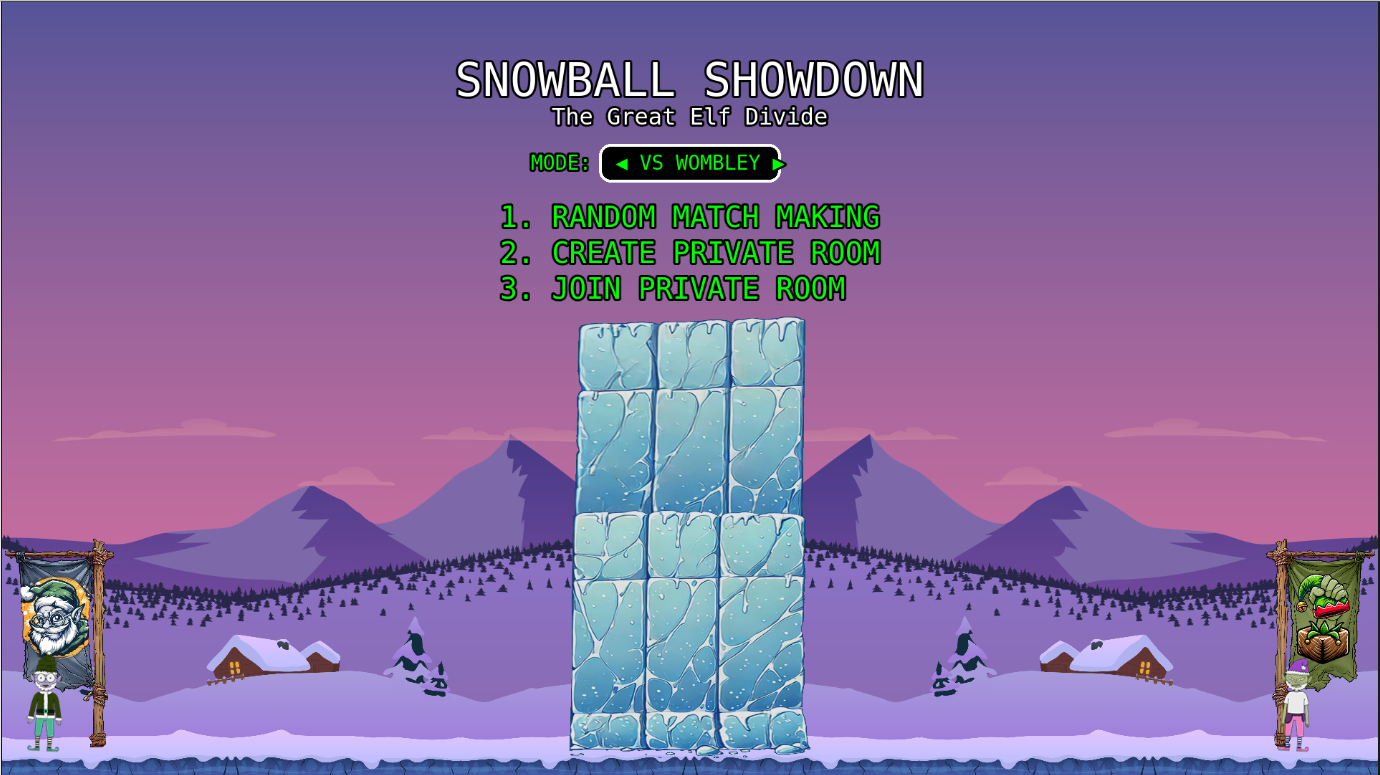 SNOWBALL SHOWDOWN
The Great Elf Divide
MODE: ◀ VS WOMBLEY ▶
1. RANDOM MATCH MAKING
2. CREATE PRIVATE ROOM
3. JOIN PRIVATE ROOM